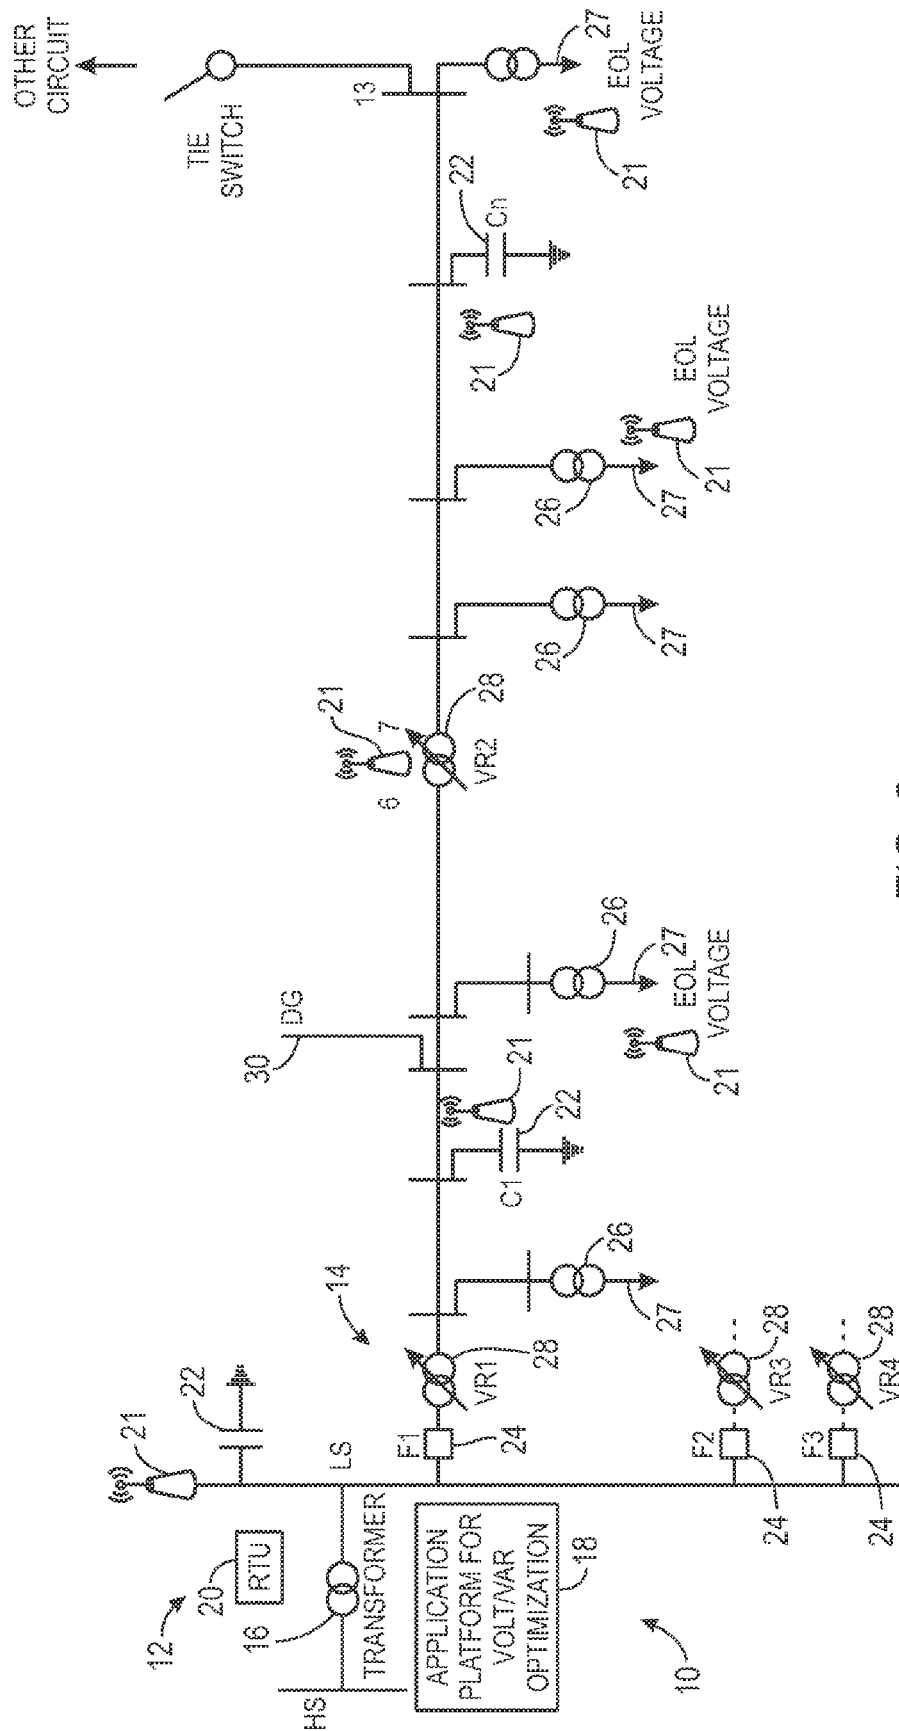 OTHER
CIRCUIT
TIE
SWITCH
13
27
EOL
VOLTAGE
21
22
Cn
21
EOL
VOLTAGE
21
26
27
26
27
21
7
6
28
VR2
DG
30
26
27
EOL
VOLTAGE
21
21
22
C1
26
27
14
28
VR1
F1
24
LS
22
21
12
20
RTU
16
TRANSFORMER
HS
APPLICATION
PLATFORM FOR
VOLT/VAR
OPTIMIZATION
18
10
F2
24
28
VR3
F3
24
28
VR4